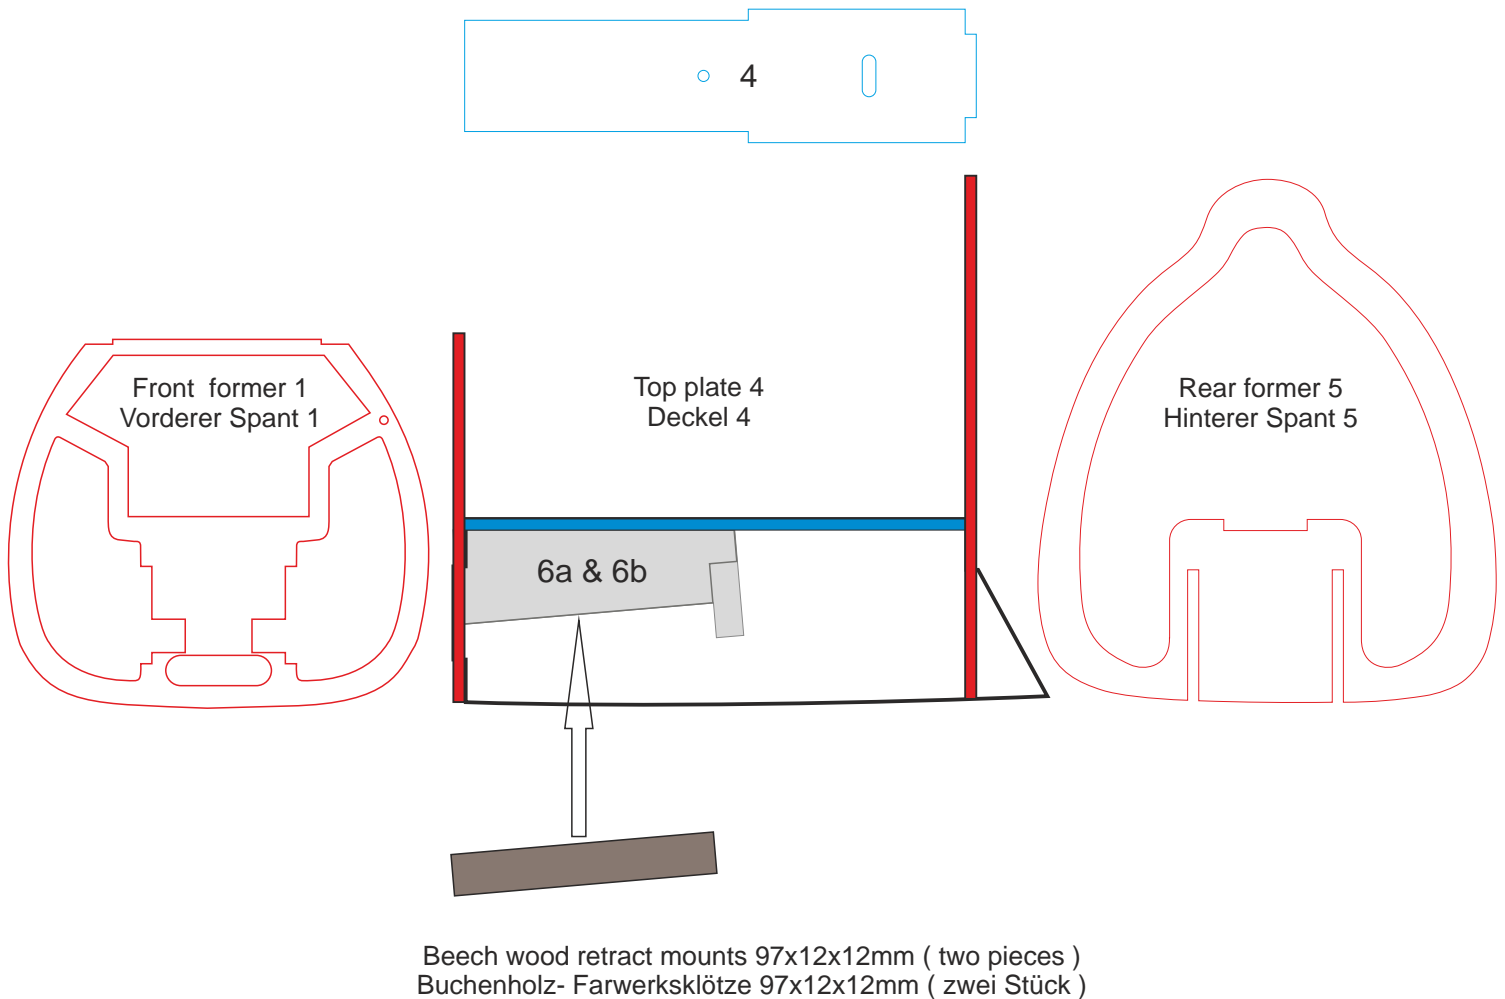 4
Front former 1
Vorderer Spant 1
Top plate 4
Deckel 4
Rear former 5
Hinterer Spant 5
6a & 6b
Beech wood retract mounts 97x12x12mm ( two pieces )
Buchenholz- Farwerksklötze 97x12x12mm ( zwei Stück )